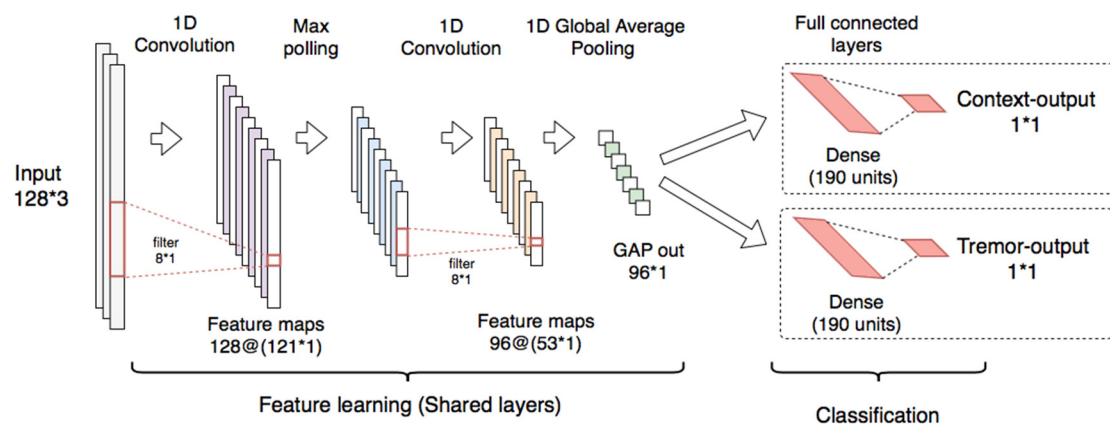 1D
Convolution
Max
polling
1D
Convolution
1D Global Average
Pooling
Full connected
layers
Input
128*3
filter
8*1
Feature maps
128@(121*1)
filter
8*1
Feature maps
96@(53*1)
GAP out
96*1
Context-output
1*1
Dense
(190 units)
Tremor-output
1*1
Dense
(190 units)
Feature learning (Shared layers)
Classification